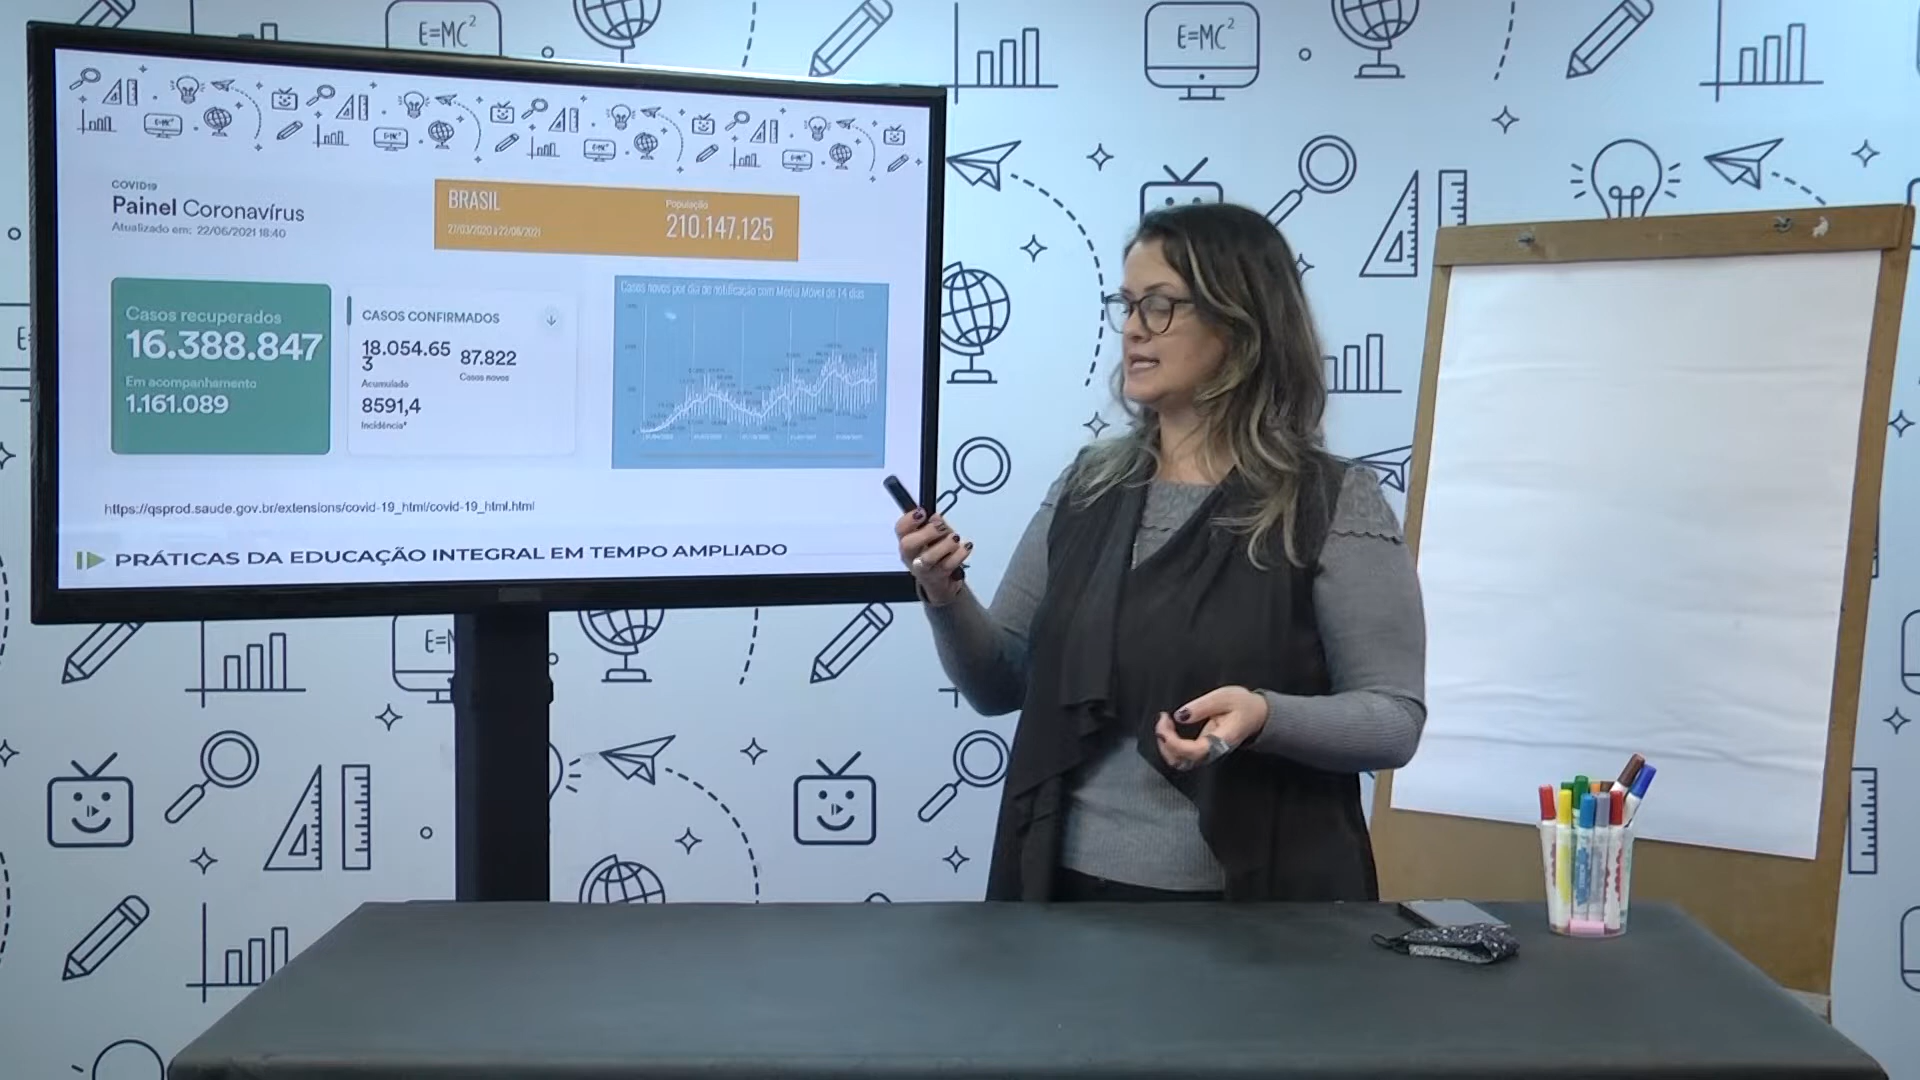 E=MC²
E=MC²
COVID19
Painel Coronavírus
Atualizado em: 22/06/2021 18:40
BRASIL
População
210.147.125
Casos recuperados
16.388.847
Em acompanhamento
1.161.089
CASOS CONFIRMADOS
18.054.65
3
87.822
Acumulado
Casos novos
8591,4
Incidência*
Casos novos por dia de notificação com Média Móvel de 14 dias
https://qsprod.saude.gov.br/extensions/covid-19_html/covid-19_html.html
PRÁTICAS DA EDUCAÇÃO INTEGRAL EM TEMPO AMPLIADO